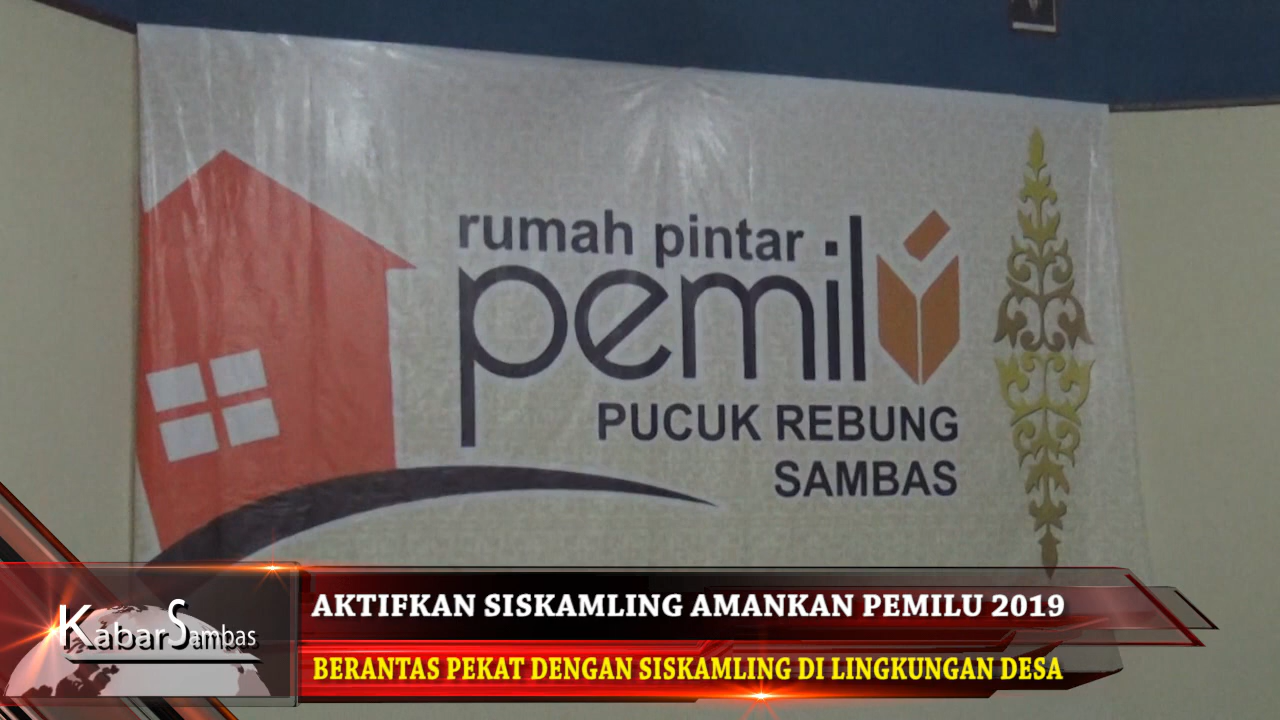 rumah pintar
pemilu
PUCUK REBUNG
SAMBAS
AKTIFKAN SISKAMLING AMANKAN PEMILU 2019
KabarSambas
BERANTAS PEKAT DENGAN SISKAMLING DI LINGKUNGAN DESA